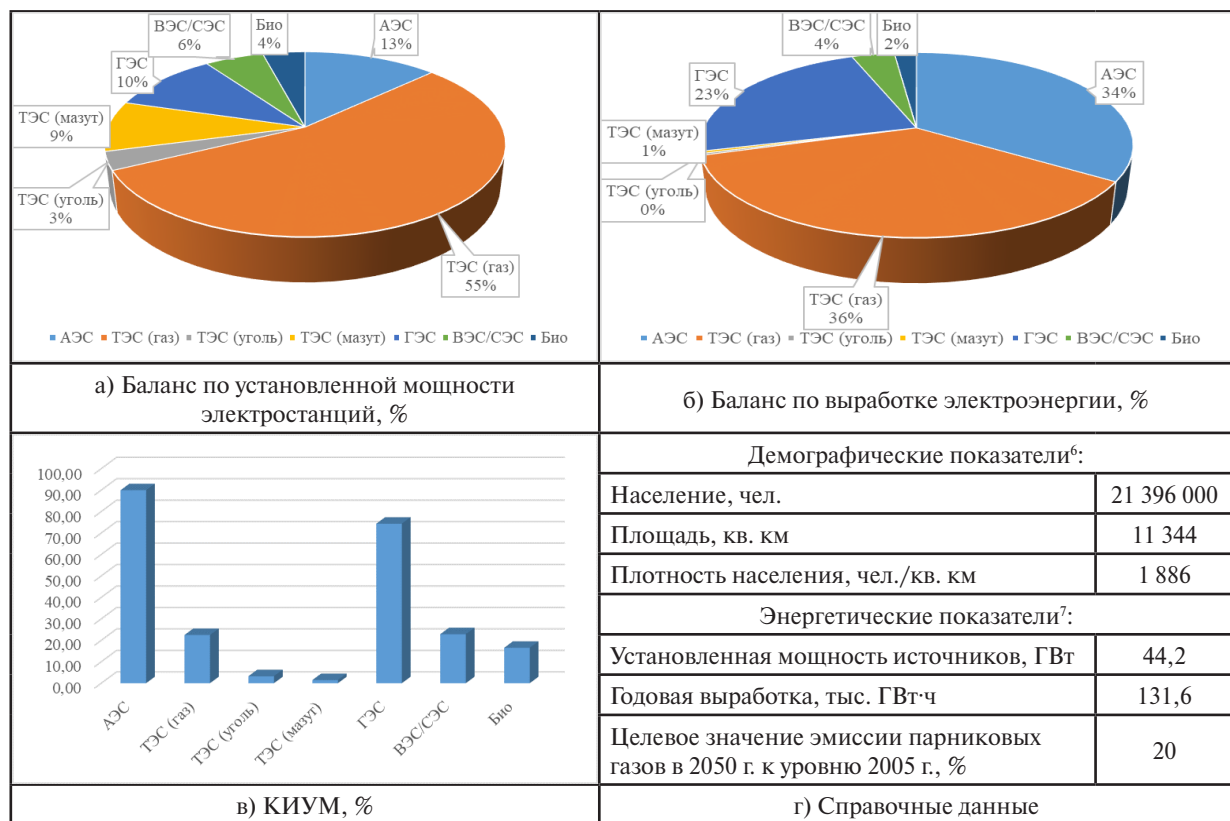 ВЭС/СЭС
6%
Био
4%
АЭС
13%
ГЭС
10%
ТЭС (мазут)
9%
ТЭС (уголь)
3%
ТЭС (газ)
55%
АЭС ТЭС (газ) ТЭС (уголь) ТЭС (мазут) ГЭС ВЭС/СЭС Био
а) Баланс по установленной мощности
электростанций, %
ВЭС/СЭС
4%
Био
2%
АЭС
34%
ГЭС
23%
ТЭС (мазут)
1%
ТЭС (уголь)
0%
ТЭС (газ)
36%
АЭС ТЭС (газ) ТЭС (уголь) ТЭС (мазут) ГЭС ВЭС/СЭС Био
б) Баланс по выработке электроэнергии, %
100,00
90,00
80,00
70,00
60,00
50,00
40,00
30,00
20,00
10,00
0,00
АЭС
ТЭС (газ)
ТЭС (уголь)
ТЭС (мазут)
ГЭС
ВЭС/СЭС
Био
в) КИУМ, %
Демографические показатели⁶:
Население, чел. 21 396 000
Площадь, кв. км 11 344
Плотность населения, чел./кв. км 1 886
Энергетические показатели⁷:
Установленная мощность источников, ГВт 44,2
Годовая выработка, тыс. ГВт·ч 131,6
Целевое значение эмиссии парниковых
газов в 2050 г. к уровню 2005 г., % 20
г) Справочные данные